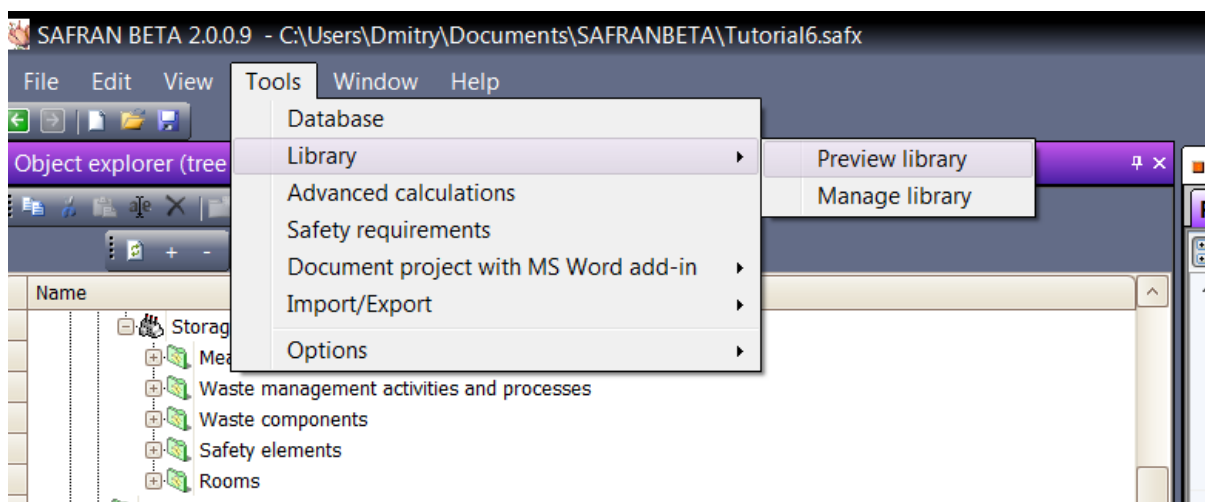 SAFRAN BETA 2.0.0.9 - C:\Users\Dmitry\Documents\SAFRANBETA\Tutorial6.safx
File Edit View Tools Window Help
Database
Library
Preview library
Object explorer (tree
Advanced calculations
Manage library
Safety requirements
Document project with MS Word add-in
Name
Import/Export
Options
Waste management activities and processes
Waste components
Safety elements
Rooms